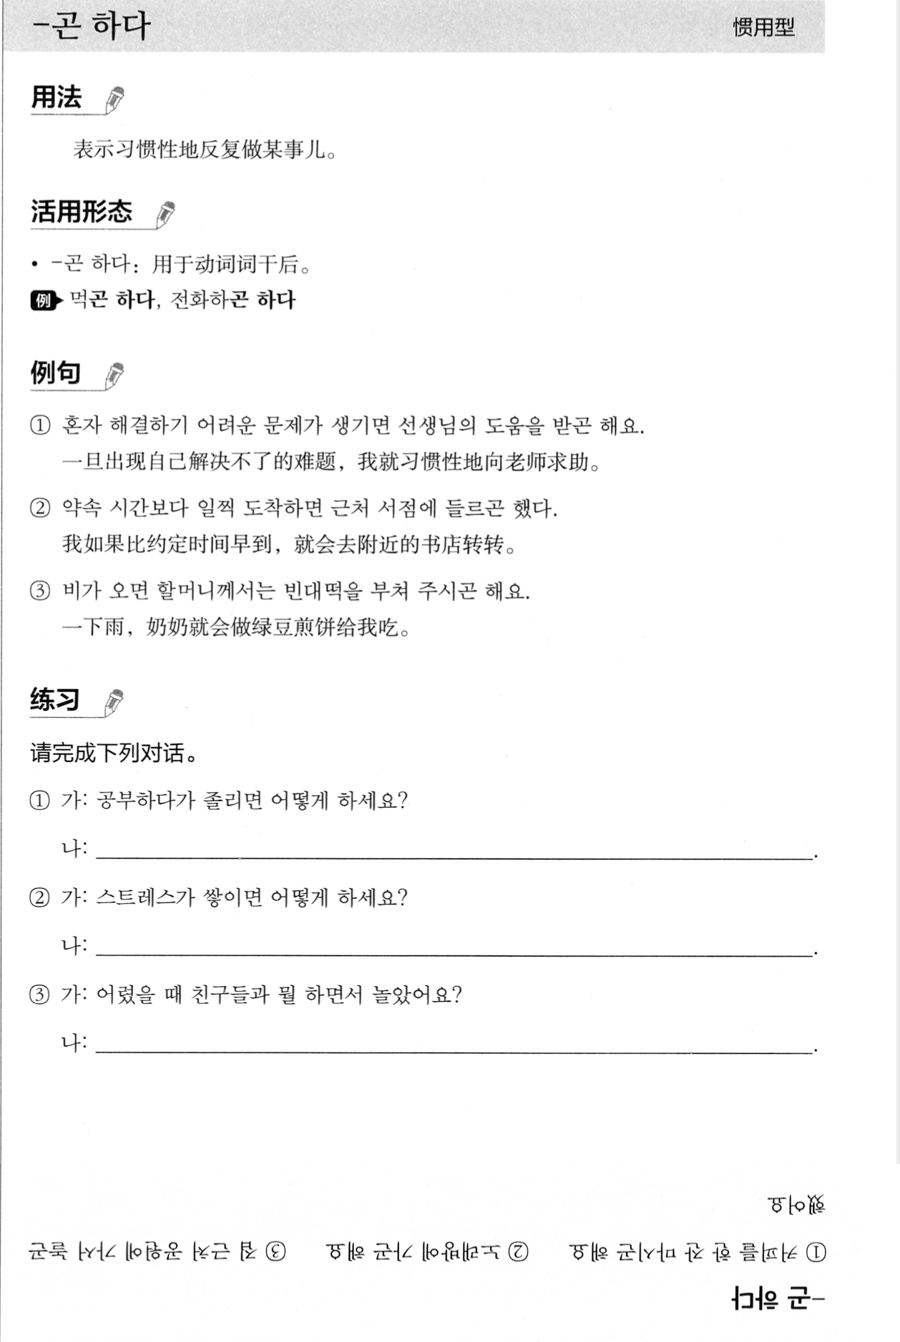 -곤 하다 惯用型
用法
表示习惯性地反复做某事儿。
活用形态
• -곤 하다: 用于动词词干后。
例 먹곤 하다, 전화하곤 하다
例句
① 혼자 해결하기 어려운 문제가 생기면 선생님의 도움을 받곤 해요.
一旦出现自己解决不了的难题，我就习惯性地向老师求助。
② 약속 시간보다 일찍 도착하면 근처 서점에 들르곤 했다.
我如果比约定时间早到，就会去附近的书店转转。
③ 비가 오면 할머니께서는 빈대떡을 부쳐 주시곤 해요.
一下雨，奶奶就会做绿豆煎饼给我吃。
练习
请完成下列对话。
① 가: 공부하다가 졸리면 어떻게 하세요?
나: .
② 가: 스트레스가 쌓이면 어떻게 하세요?
나: .
③ 가: 어렸을 때 친구들과 뭘 하면서 놀았어요?
나: .
-곤 하다
① 커피를 한 잔 마시곤 해요 ② 노래방에 가곤 해요 ③ 집 근처 공원에 가서 놀곤
했어요